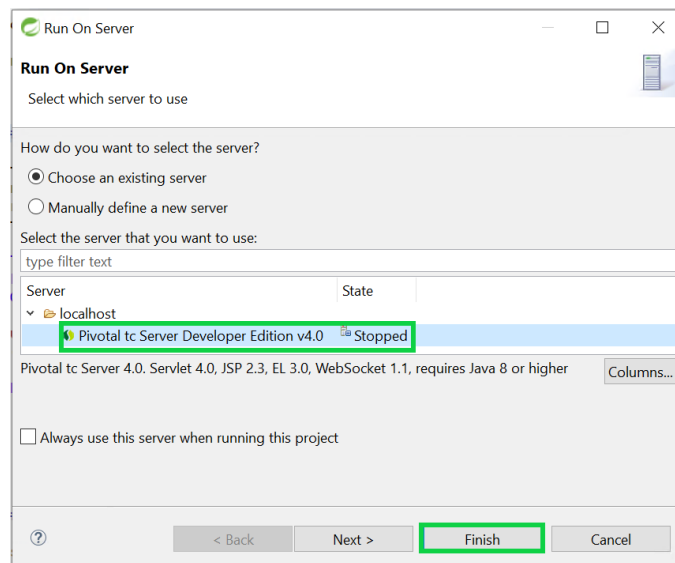 Run On Server
Run On Server
Select which server to use
How do you want to select the server?
Choose an existing server
Manually define a new server
Select the server that you want to use:
type filter text
Server State
localhost
Pivotal tc Server Developer Edition v4.0 Stopped
Pivotal tc Server 4.0. Servlet 4.0, JSP 2.3, EL 3.0, WebSocket 1.1, requires Java 8 or higher Columns...
Always use this server when running this project
? < Back Next > Finish Cancel